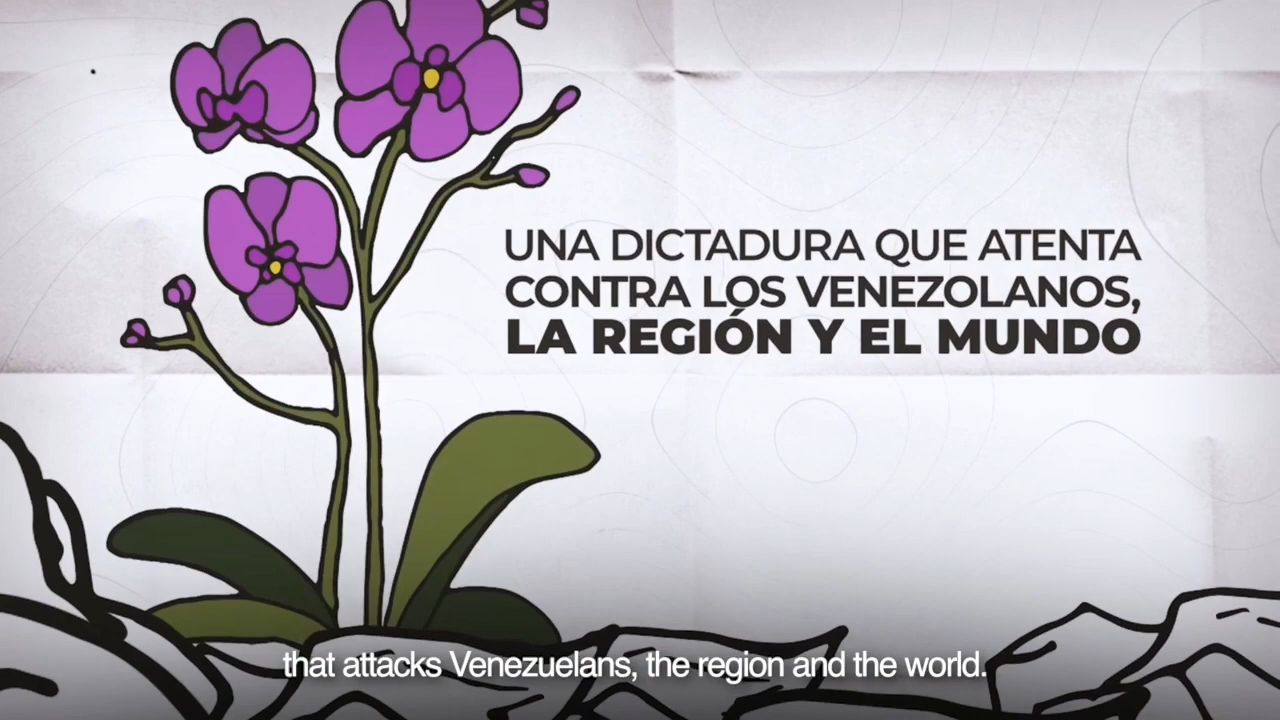 UNA DICTADURA QUE ATENTA
CONTRA LOS VENEZOLANOS,
LA REGIÓN Y EL MUNDO
that attacks Venezuelans, the region and the world.